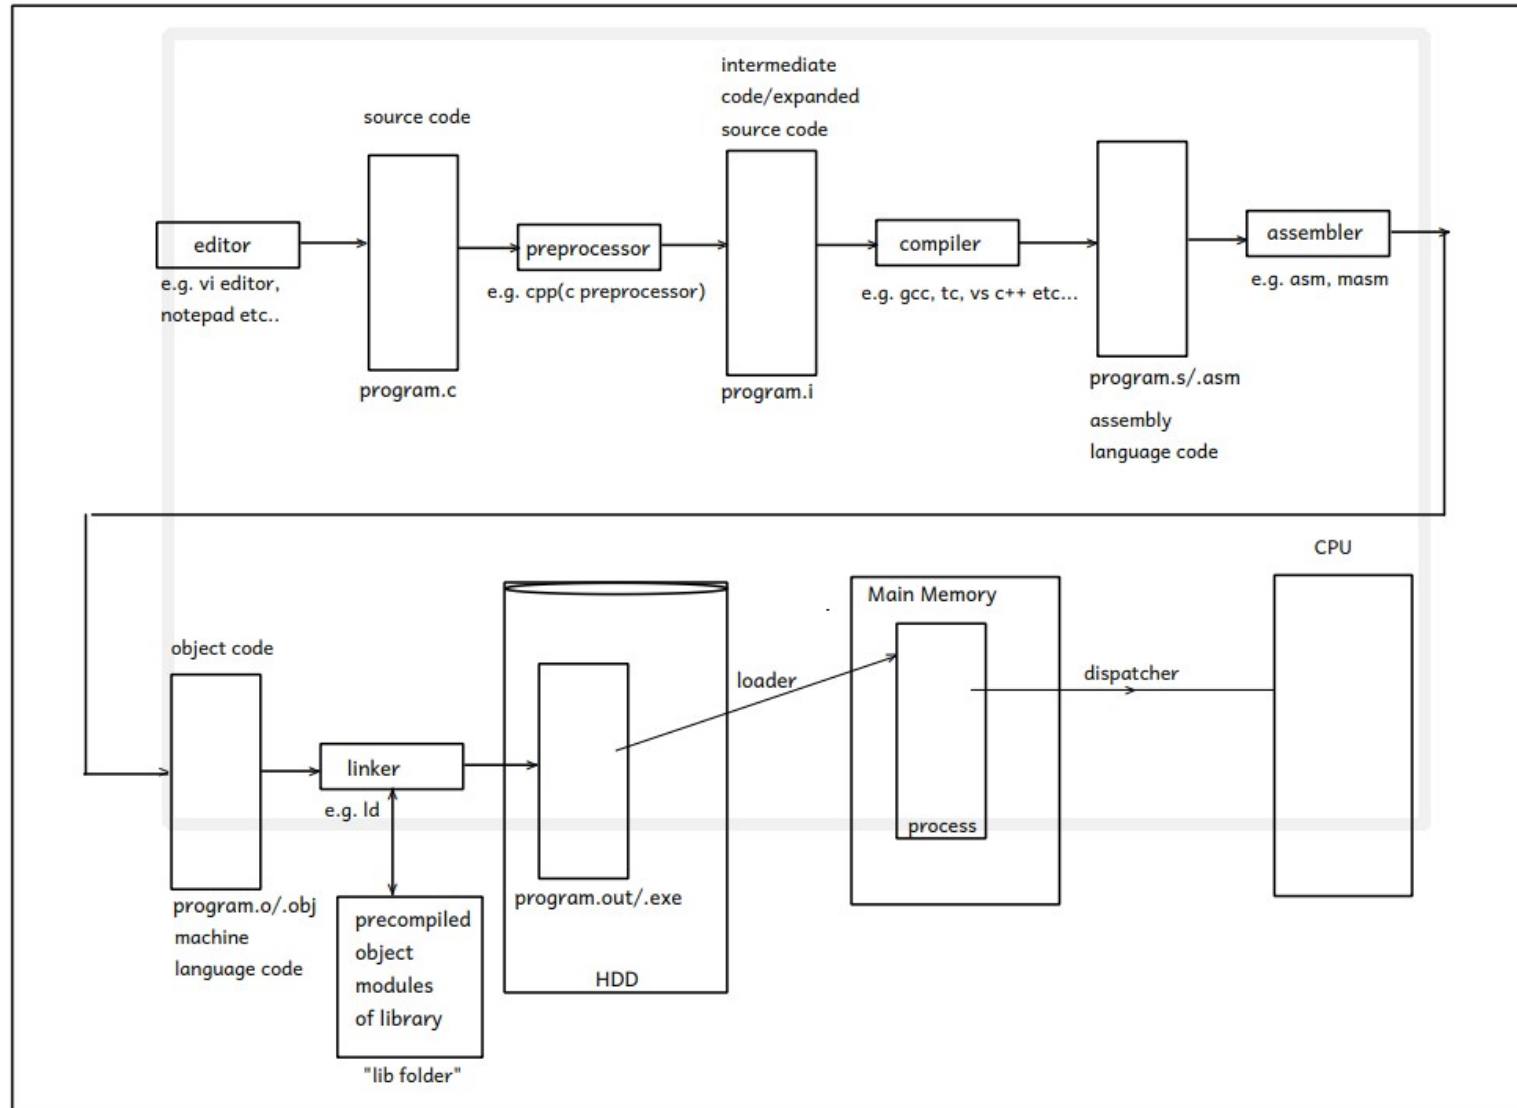 intermediate
code/expanded
source code
source code
editor
preprocessor
compiler
assembler
e.g. vi editor,
notepad etc..
e.g. cpp(c preprocessor)
e.g. gcc, tc, vs c++ etc...
e.g. asm, masm
program.c
program.i
program.s/.asm
assembly
language code
CPU
Main Memory
object code
loader
dispatcher
linker
e.g. ld
process
program.o/.obj
machine
language code
precompiled
object
modules
of library
"lib folder"
program.out/.exe
HDD